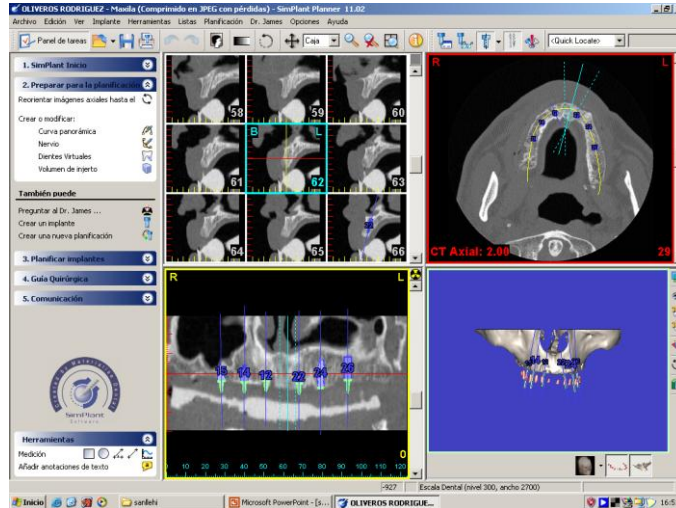 OLIVEROS RODRIGUEZ - Maxila (Comprimido en JPEG con pérdidas) - SimPlant Planner 11.02
Archivo Edición Ver Implante Herramientas Listas Planificación Dr. James Opciones Ayuda
Panel de tareas
Caja
<Quick Locate>
1. SimPlant Inicio
2. Preparar para la planificación
Reorientar imágenes axiales hasta el
Crear o modificar:
Curva panorámica
Nervio
Dientes Virtuales
Volumen de injerto
También puede
Preguntar al Dr. James ...
Crear un implante
Crear una nueva planificación
3. Planificar implantes
4. Guía Quirúrgica
5. Comunicación
SimPlant
Software
Herramientas
Medición
Añadir anotaciones de texto
58
59
60
B
L
61
62
63
64
65
66
R
L
CT Axial: 2.00
29
R
L
14
12
22
24
26
0
10 20 30 40 50 60 70 80 90 100 110 120
-927
Escala Dental (nivel 300, ancho 2700)
Inicio
sanllehi
Microsoft PowerPoint - [s...
OLIVEROS RODRIGUE...
16:5